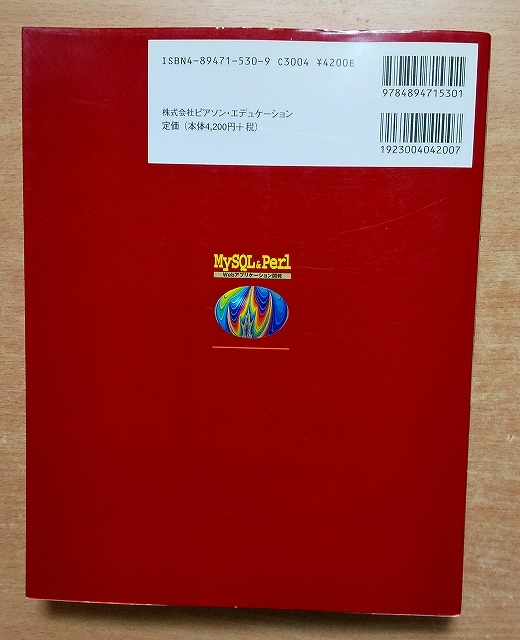 ISBN4-89471-530-9 C3004 ¥4200E
9784894715301
株式会社ピアソン・エデュケーション
定価（本体4,200円＋税）
1923004042007
MySQL&Perl
Webアプリケーション開発